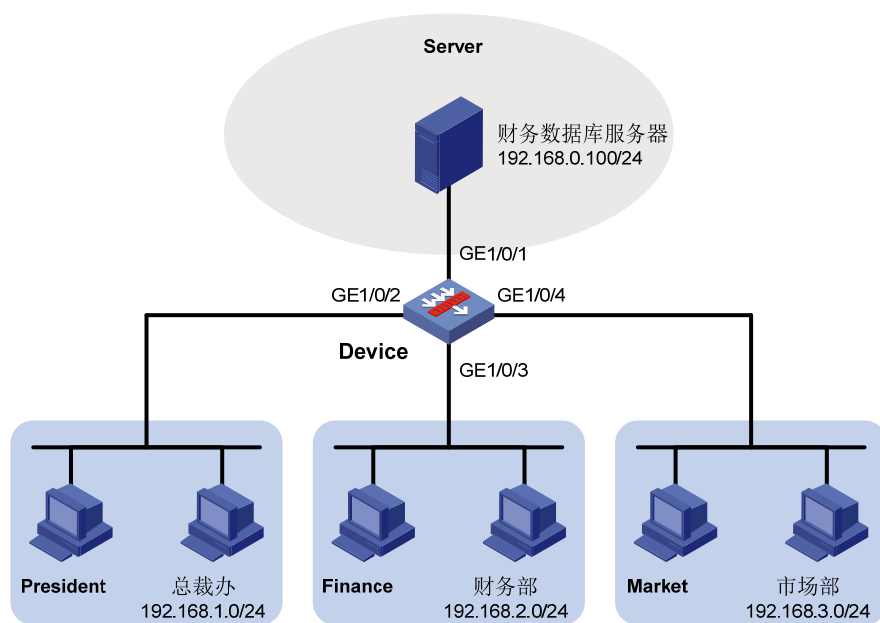 Server
财务数据库服务器
192.168.0.100/24
GE1/0/1
GE1/0/2
GE1/0/4
Device
GE1/0/3
President
总裁办
192.168.1.0/24
Finance
财务部
192.168.2.0/24
Market
市场部
192.168.3.0/24